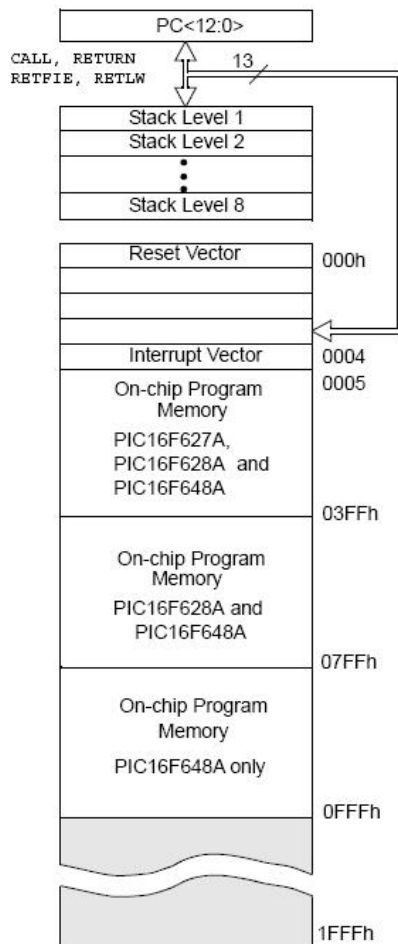 PC<12:0>
CALL, RETURN
RETFIE, RETLW
13
Stack Level 1
Stack Level 2
Stack Level 8
Reset Vector
000h
Interrupt Vector
0004
0005
On-chip Program
Memory
PIC16F627A,
PIC16F628A and
PIC16F648A
03FFh
On-chip Program
Memory
PIC16F628A and
PIC16F648A
07FFh
On-chip Program
Memory
PIC16F648A only
0FFFh
1FFFh